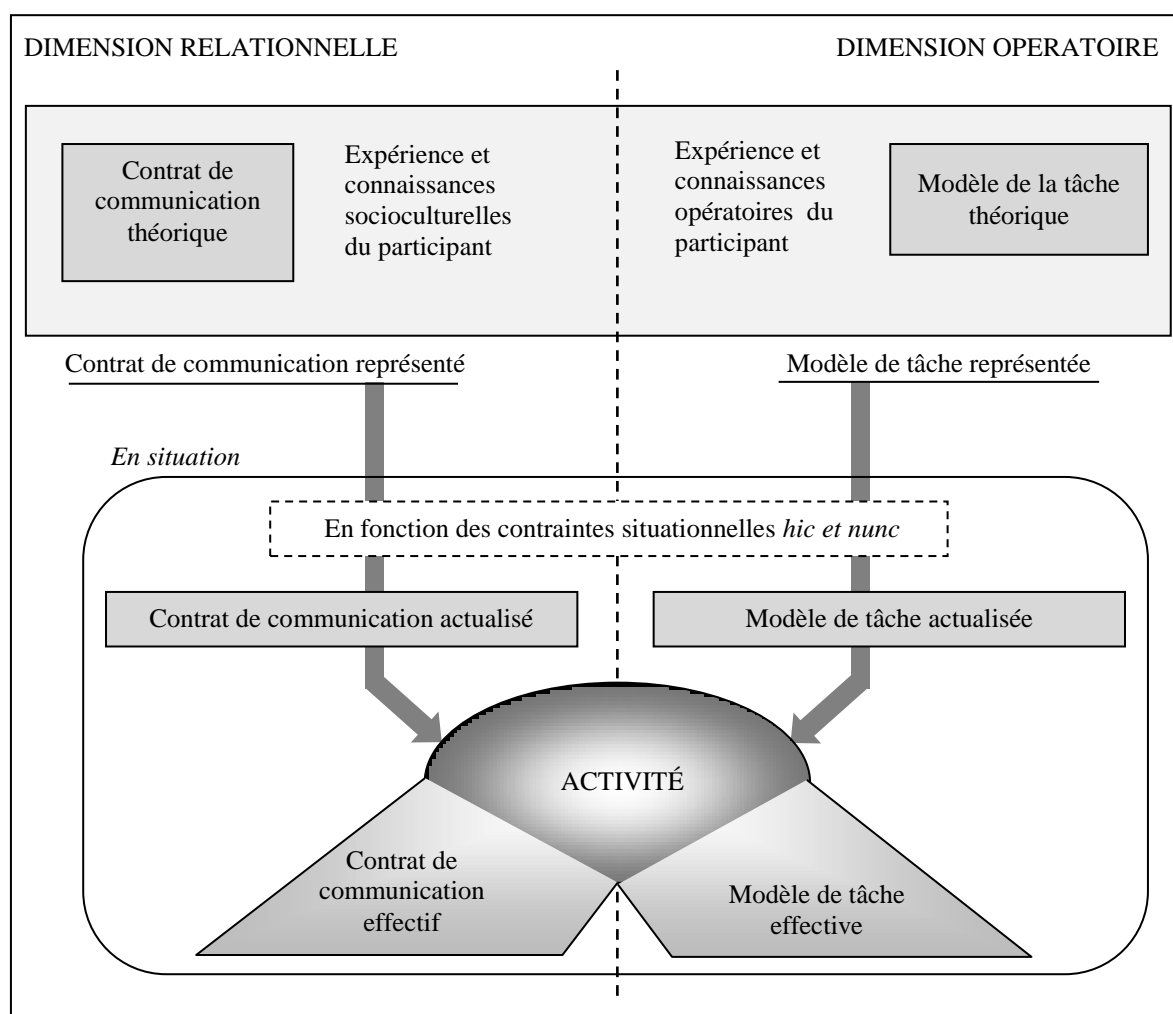 DIMENSION RELATIONNELLE
DIMENSION OPERATOIRE
Contrat de
communication
théorique
Expérience et
connaissances
socioculturelles
du participant
Expérience et
connaissances
opératoires du
participant
Modèle de la tâche
théorique
Contrat de communication représenté
Modèle de tâche représentée
En situation
En fonction des contraintes situationnelles hic et nunc
Contrat de communication actualisé
Modèle de tâche actualisée
ACTIVITÉ
Contrat de
communication
effectif
Modèle de tâche
effective